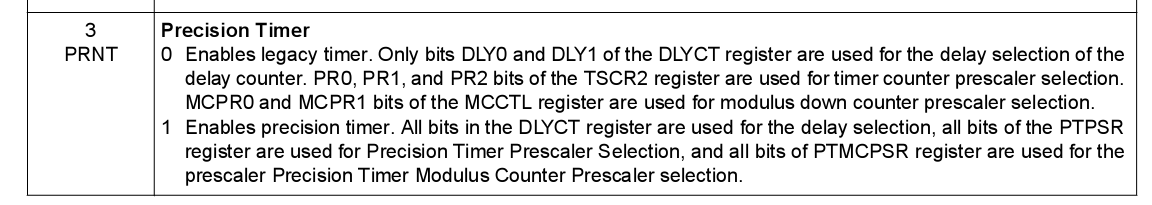 3
PRNT
Precision Timer
0 Enables legacy timer. Only bits DLY0 and DLY1 of the DLYCT register are used for the delay selection of the
delay counter. PR0, PR1, and PR2 bits of the TSCR2 register are used for timer counter prescaler selection.
MCPR0 and MCPR1 bits of the MCCTL register are used for modulus down counter prescaler selection.
1 Enables precision timer. All bits in the DLYCT register are used for the delay selection, all bits of the PTPSR
register are used for Precision Timer Prescaler Selection, and all bits of PTMCPSR register are used for the
prescaler Precision Timer Modulus Counter Prescaler selection.